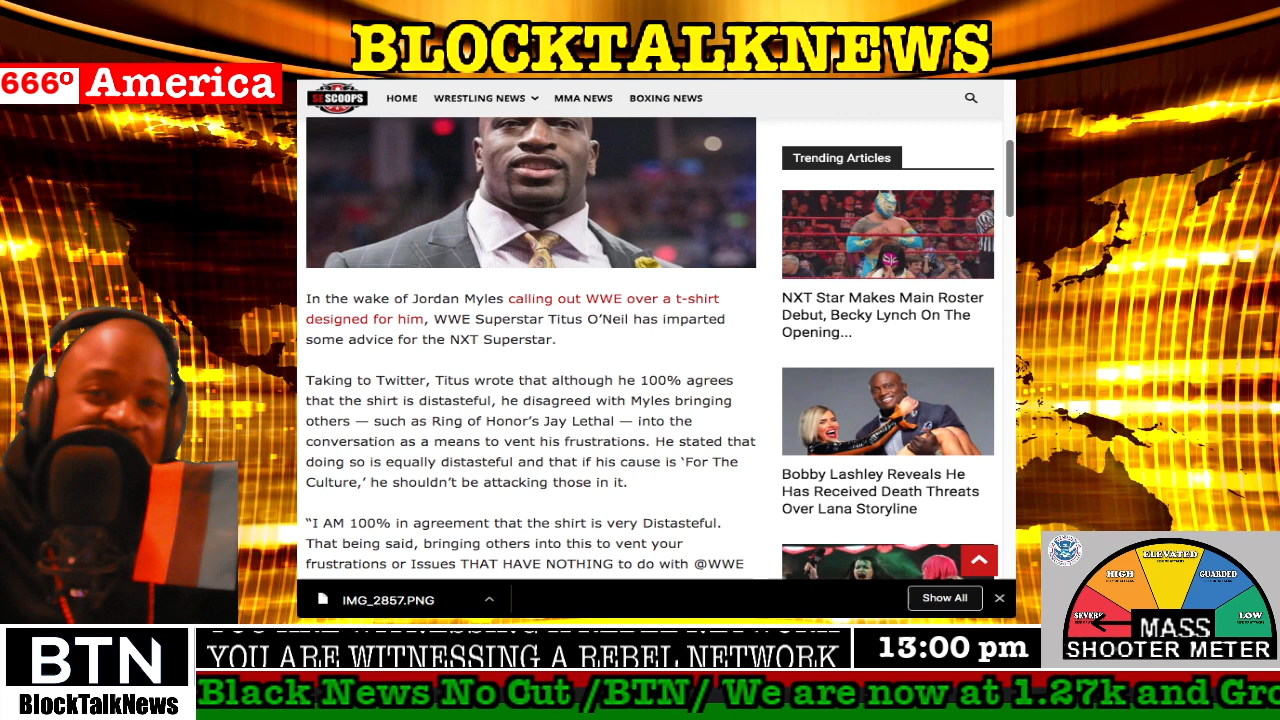 BLOCKTALKNEWS
666º America
SESCOOPS
HOME
WRESTLING NEWS
MMA NEWS
BOXING NEWS
Trending Articles
In the wake of Jordan Myles calling out WWE over a t-shirt
designed for him, WWE Superstar Titus O’Neil has imparted
some advice for the NXT Superstar.
Taking to Twitter, Titus wrote that although he 100% agrees
that the shirt is distasteful, he disagreed with Myles bringing
others — such as Ring of Honor’s Jay Lethal — into the
conversation as a means to vent his frustrations. He stated that
doing so is equally distasteful and that if his cause is ‘For The
Culture,’ he shouldn’t be attacking those in it.
“I AM 100% in agreement that the shirt is very Distasteful.
That being said, bringing others into this to vent your
frustrations or Issues THAT HAVE NOTHING to do with @WWE
NXT Star Makes Main Roster
Debut, Becky Lynch On The
Opening...
Bobby Lashley Reveals He
Has Received Death Threats
Over Lana Storyline
IMG_2857.PNG
Show All
SEVERE
HIGH
ELEVATED
GUARDED
LOW
MASS
SHOOTER METER
BTN
BlockTalkNews
YOU ARE WITNESSING A REBEL NETWORK
YOU ARE WITNESSING A REBEL NETWORK
13:00 pm
Black News No Cut /BTN/ We are now at 1.27k and Gro